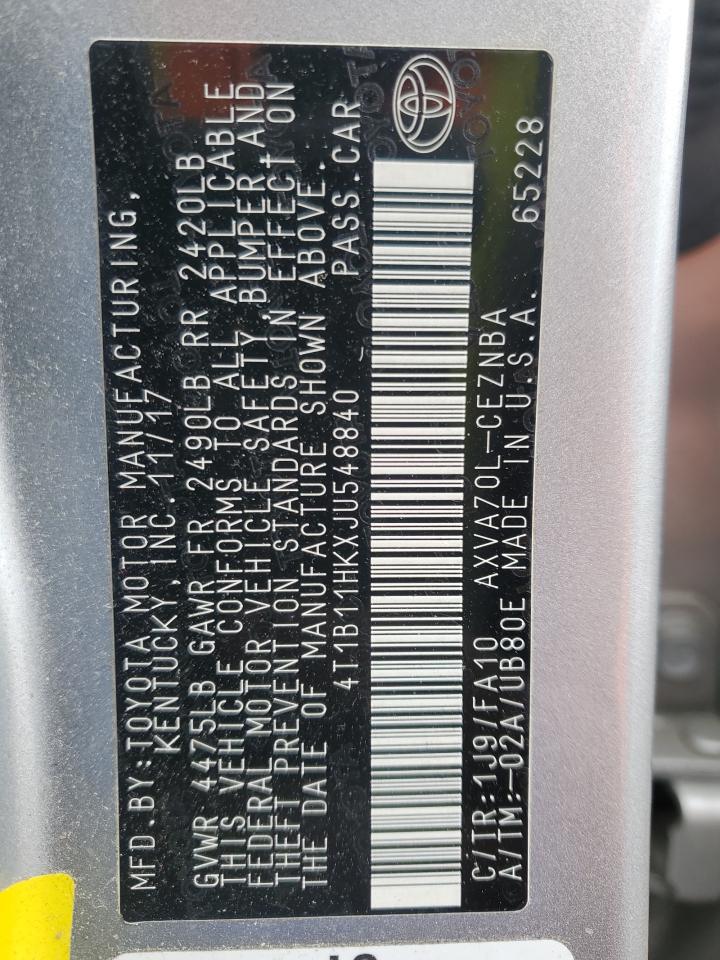 MFD.BY:TOYOTA MOTOR MANUFACTURING,
KENTUCKY, INC.11/17
GVWR 4475LB GAWR FR 2490LB RR 2420LB
THIS VEHICLE CONFORMS TO ALL APPLICABLE
FEDERAL MOTOR VEHICLE SAFETY, BUMPER AND
THEFT PREVENTION STANDARDS IN EFFECT ON
THE DATE OF MANUFACTURE SHOWN ABOVE.
4T1B11HKXJU548840 PASS.CAR
C/TR:1J9/FA10 AXVA70L-CEZNBA
A/TM:-02A/UB80E MADE IN U.S.A. 65228